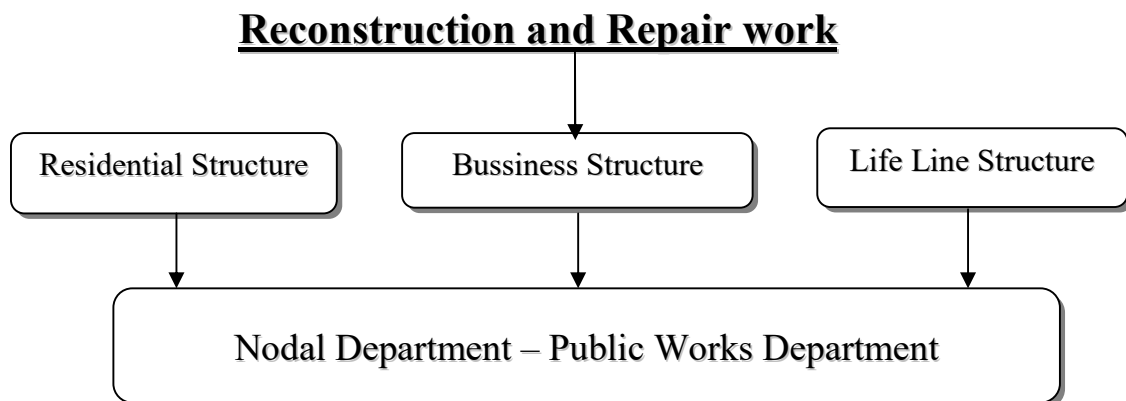 Reconstruction and Repair work
Residential Structure
Bussiness Structure
Life Line Structure
Nodal Department – Public Works Department